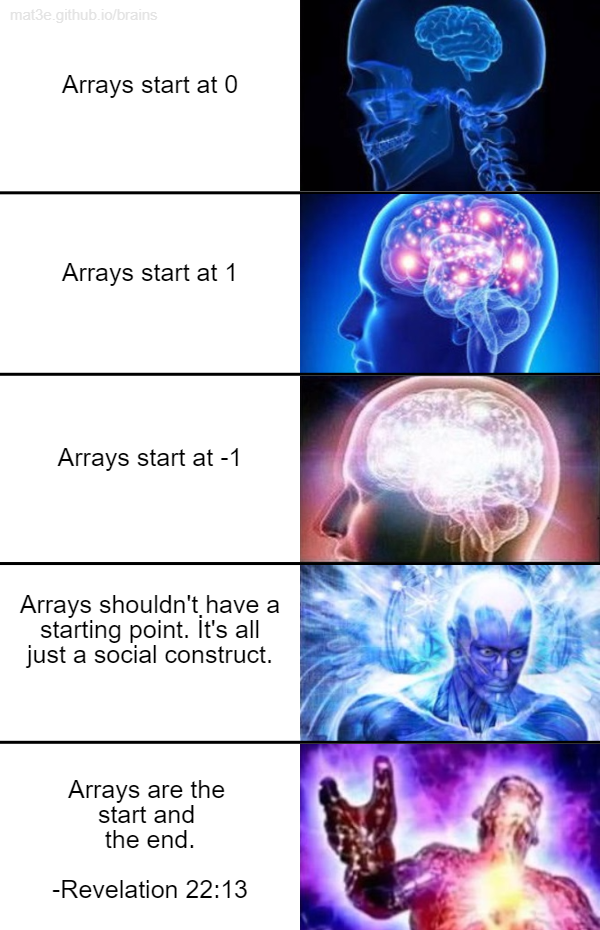 mat3e.github.io/brains
Arrays start at 0
Arrays start at 1
Arrays start at -1
Arrays shouldn't have a
starting point. It's all
just a social construct.
Arrays are the
start and
the end.
-Revelation 22:13